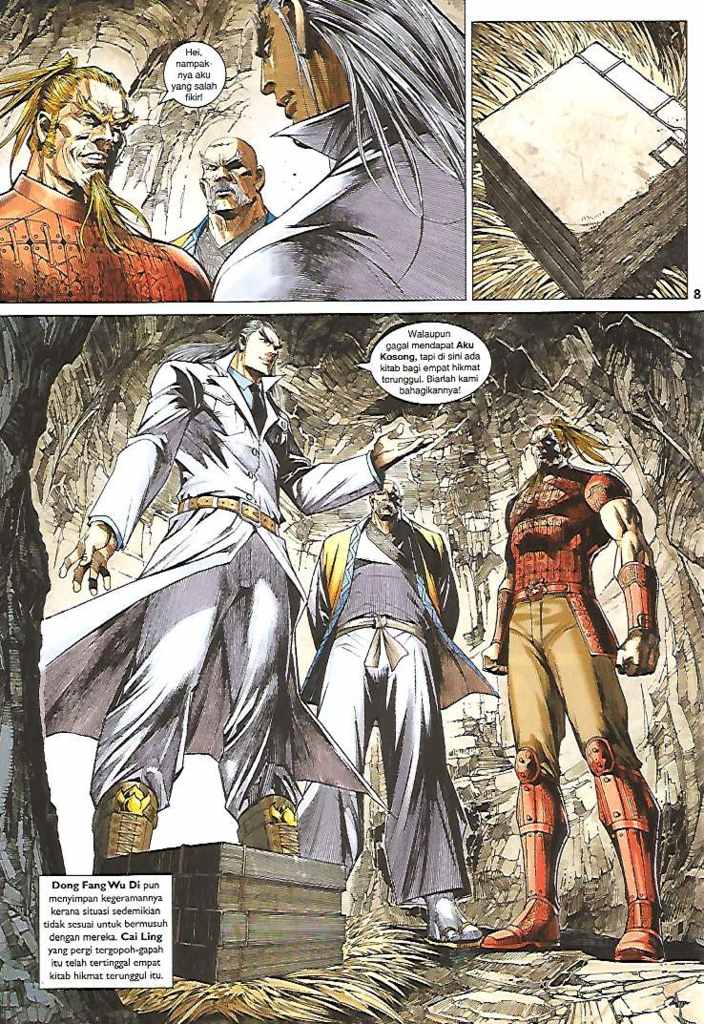 Hei,
nampak-
nya aku
yang salah
fikir!
8
Walaupun
gagal mendapat Aku
Kosong, tapi di sini ada
kitab bagi empat hikmat
terunggul. Biarlah kami
bahagikannya!
Dong Fang Wu Di pun
menyimpan kegeramannya
kerana situasi sedemikian
tidak sesuai untuk bermusuh
dengan mereka. Cai Ling
yang pergi tergopoh-gapah
itu telah tertinggal empat
kitab hikmat terunggul itu.